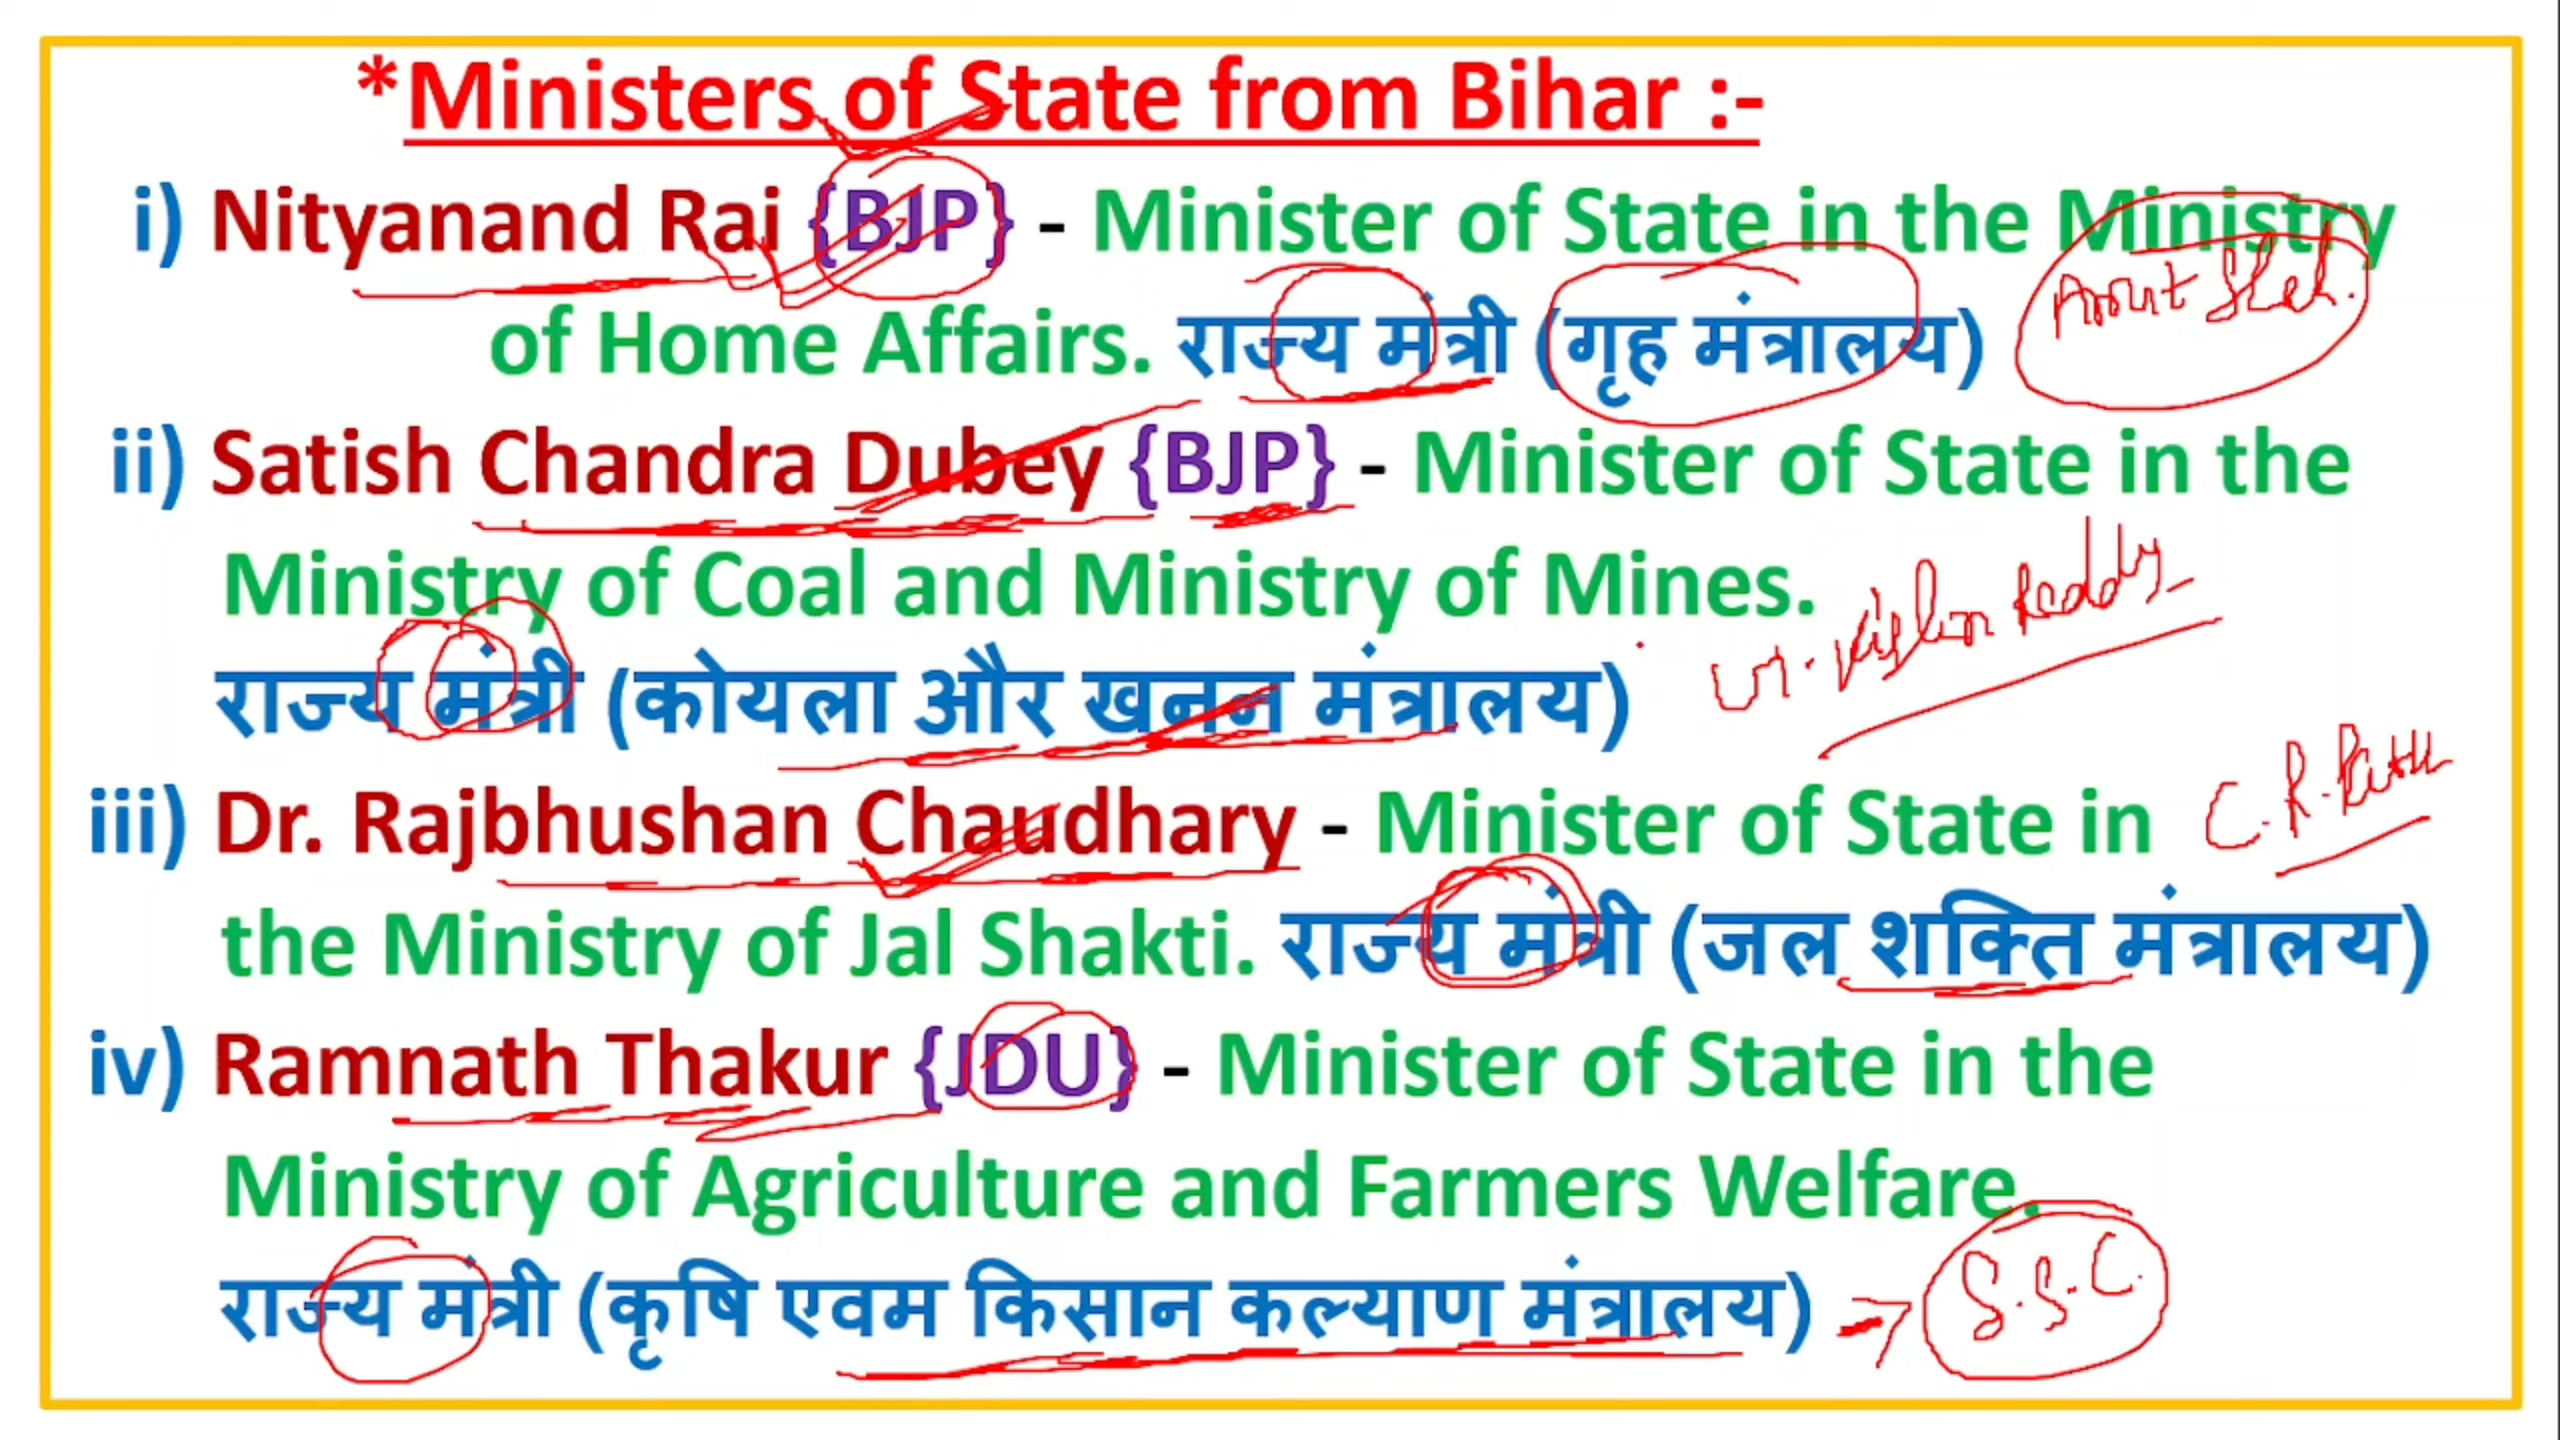 *Ministers of State from Bihar :-
i) Nityanand Rai {BJP} - Minister of State in the Ministry
Amit Shah.
of Home Affairs. राज्य मंत्री (गृह मंत्रालय)
ii) Satish Chandra Dubey {BJP} - Minister of State in the
Ministry of Coal and Ministry of Mines.
Reddy
राज्य मंत्री (कोयला और खनन मंत्रालय)
C.R. Patil
iii) Dr. Rajbhushan Chaudhary - Minister of State in
the Ministry of Jal Shakti. राज्य मंत्री (जल शक्ति मंत्रालय)
iv) Ramnath Thakur {JDU} - Minister of State in the
Ministry of Agriculture and Farmers Welfare.
राज्य मंत्री (कृषि एवम किसान कल्याण मंत्रालय) → S.S.C.